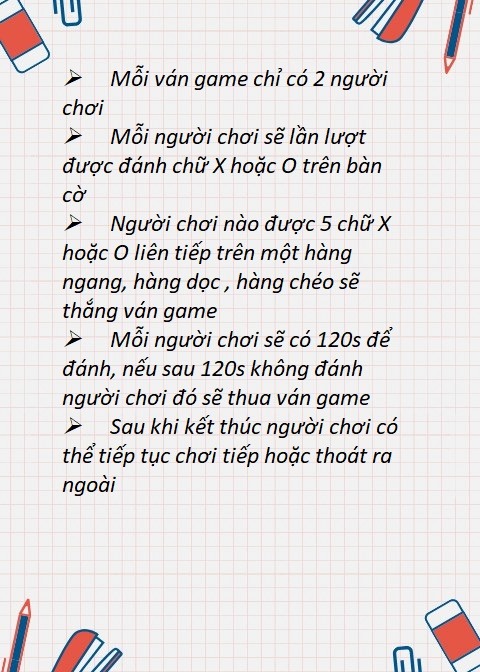 ➢ Mỗi ván game chỉ có 2 người
chơi
➢ Mỗi người chơi sẽ lần lượt
được đánh chữ X hoặc O trên bàn
cờ
➢ Người chơi nào được 5 chữ X
hoặc O liên tiếp trên một hàng
ngang, hàng dọc , hàng chéo sẽ
thắng ván game
➢ Mỗi người chơi sẽ có 120s để
đánh, nếu sau 120s không đánh
người chơi đó sẽ thua ván game
➢ Sau khi kết thúc người chơi có
thể tiếp tục chơi tiếp hoặc thoát ra
ngoài